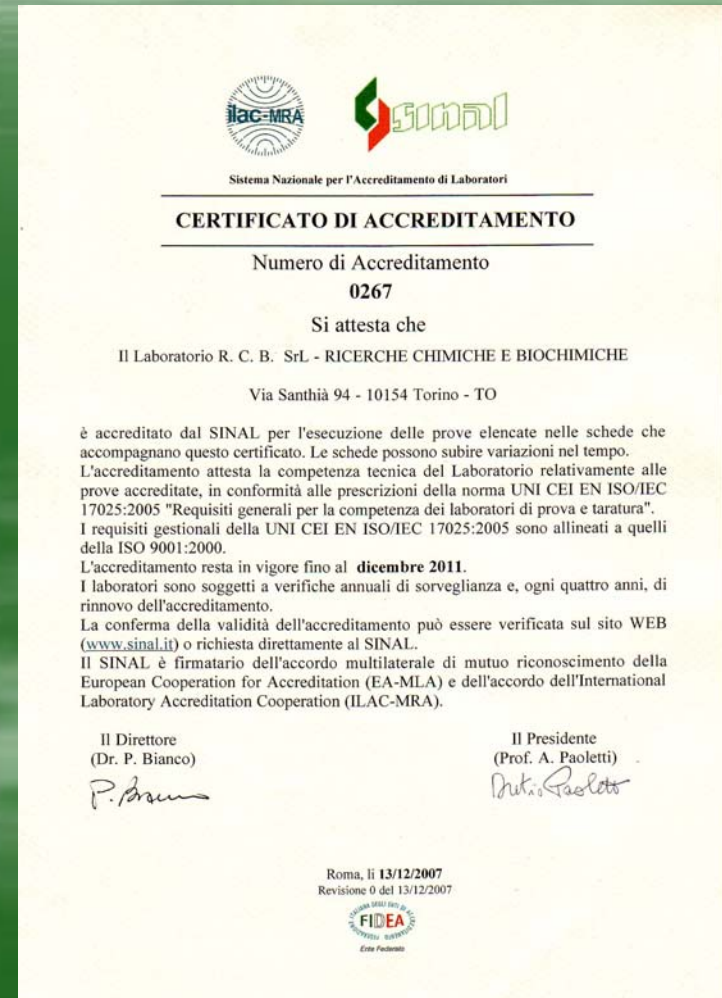 ilac-MRA
sinal
Sistema Nazionale per l'Accreditamento di Laboratori
CERTIFICATO DI ACCREDITAMENTO
Numero di Accreditamento
0267
Si attesta che
Il Laboratorio R. C. B. SrL - RICERCHE CHIMICHE E BIOCHIMICHE
Via Santhià 94 - 10154 Torino - TO
è accreditato dal SINAL per l'esecuzione delle prove elencate nelle schede che
accompagnano questo certificato. Le schede possono subire variazioni nel tempo.
L'accreditamento attesta la competenza tecnica del Laboratorio relativamente alle
prove accreditate, in conformità alle prescrizioni della norma UNI CEI EN ISO/IEC
17025:2005 "Requisiti generali per la competenza dei laboratori di prova e taratura".
I requisiti gestionali della UNI CEI EN ISO/IEC 17025:2005 sono allineati a quelli
della ISO 9001:2000.
L'accreditamento resta in vigore fino al dicembre 2011.
I laboratori sono soggetti a verifiche annuali di sorveglianza e, ogni quattro anni, di
rinnovo dell'accreditamento.
La conferma della validità dell'accreditamento può essere verificata sul sito WEB
(www.sinal.it) o richiesta direttamente al SINAL.
Il SINAL è firmatario dell'accordo multilaterale di mutuo riconoscimento della
European Cooperation for Accreditation (EA-MLA) e dell'accordo dell'International
Laboratory Accreditation Cooperation (ILAC-MRA).
Il Direttore
(Dr. P. Bianco)
Il Presidente
(Prof. A. Paoletti)
Roma, li 13/12/2007
Revisione 0 del 13/12/2007
FIDEA
Ente Federato